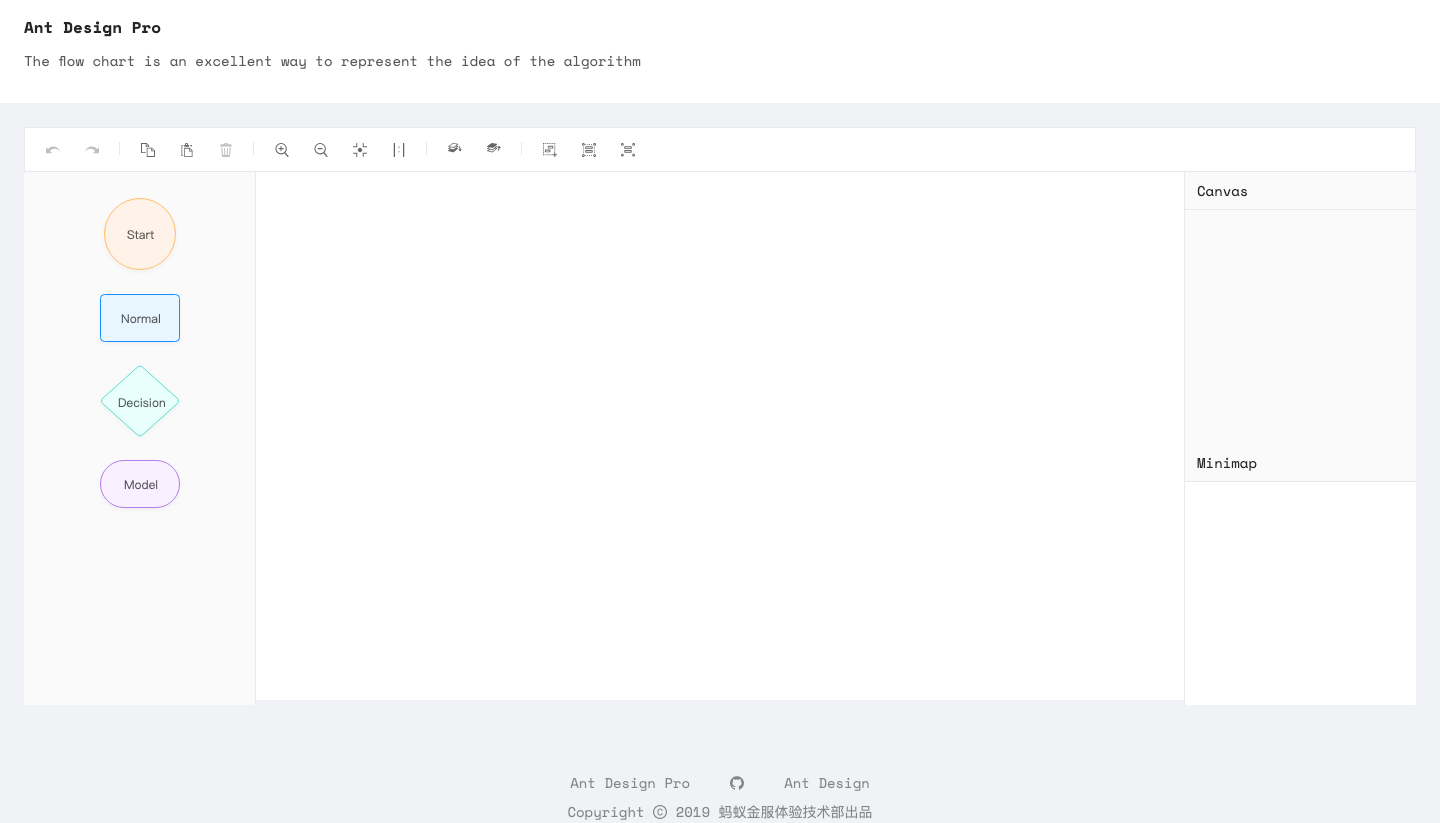 Ant Design Pro
The flow chart is an excellent way to represent the idea of the algorithm
Start
Normal
Decision
Model
Canvas
Minimap
Ant Design Pro Ant Design
Copyright © 2019 蚂蚁金服体验技术部出品